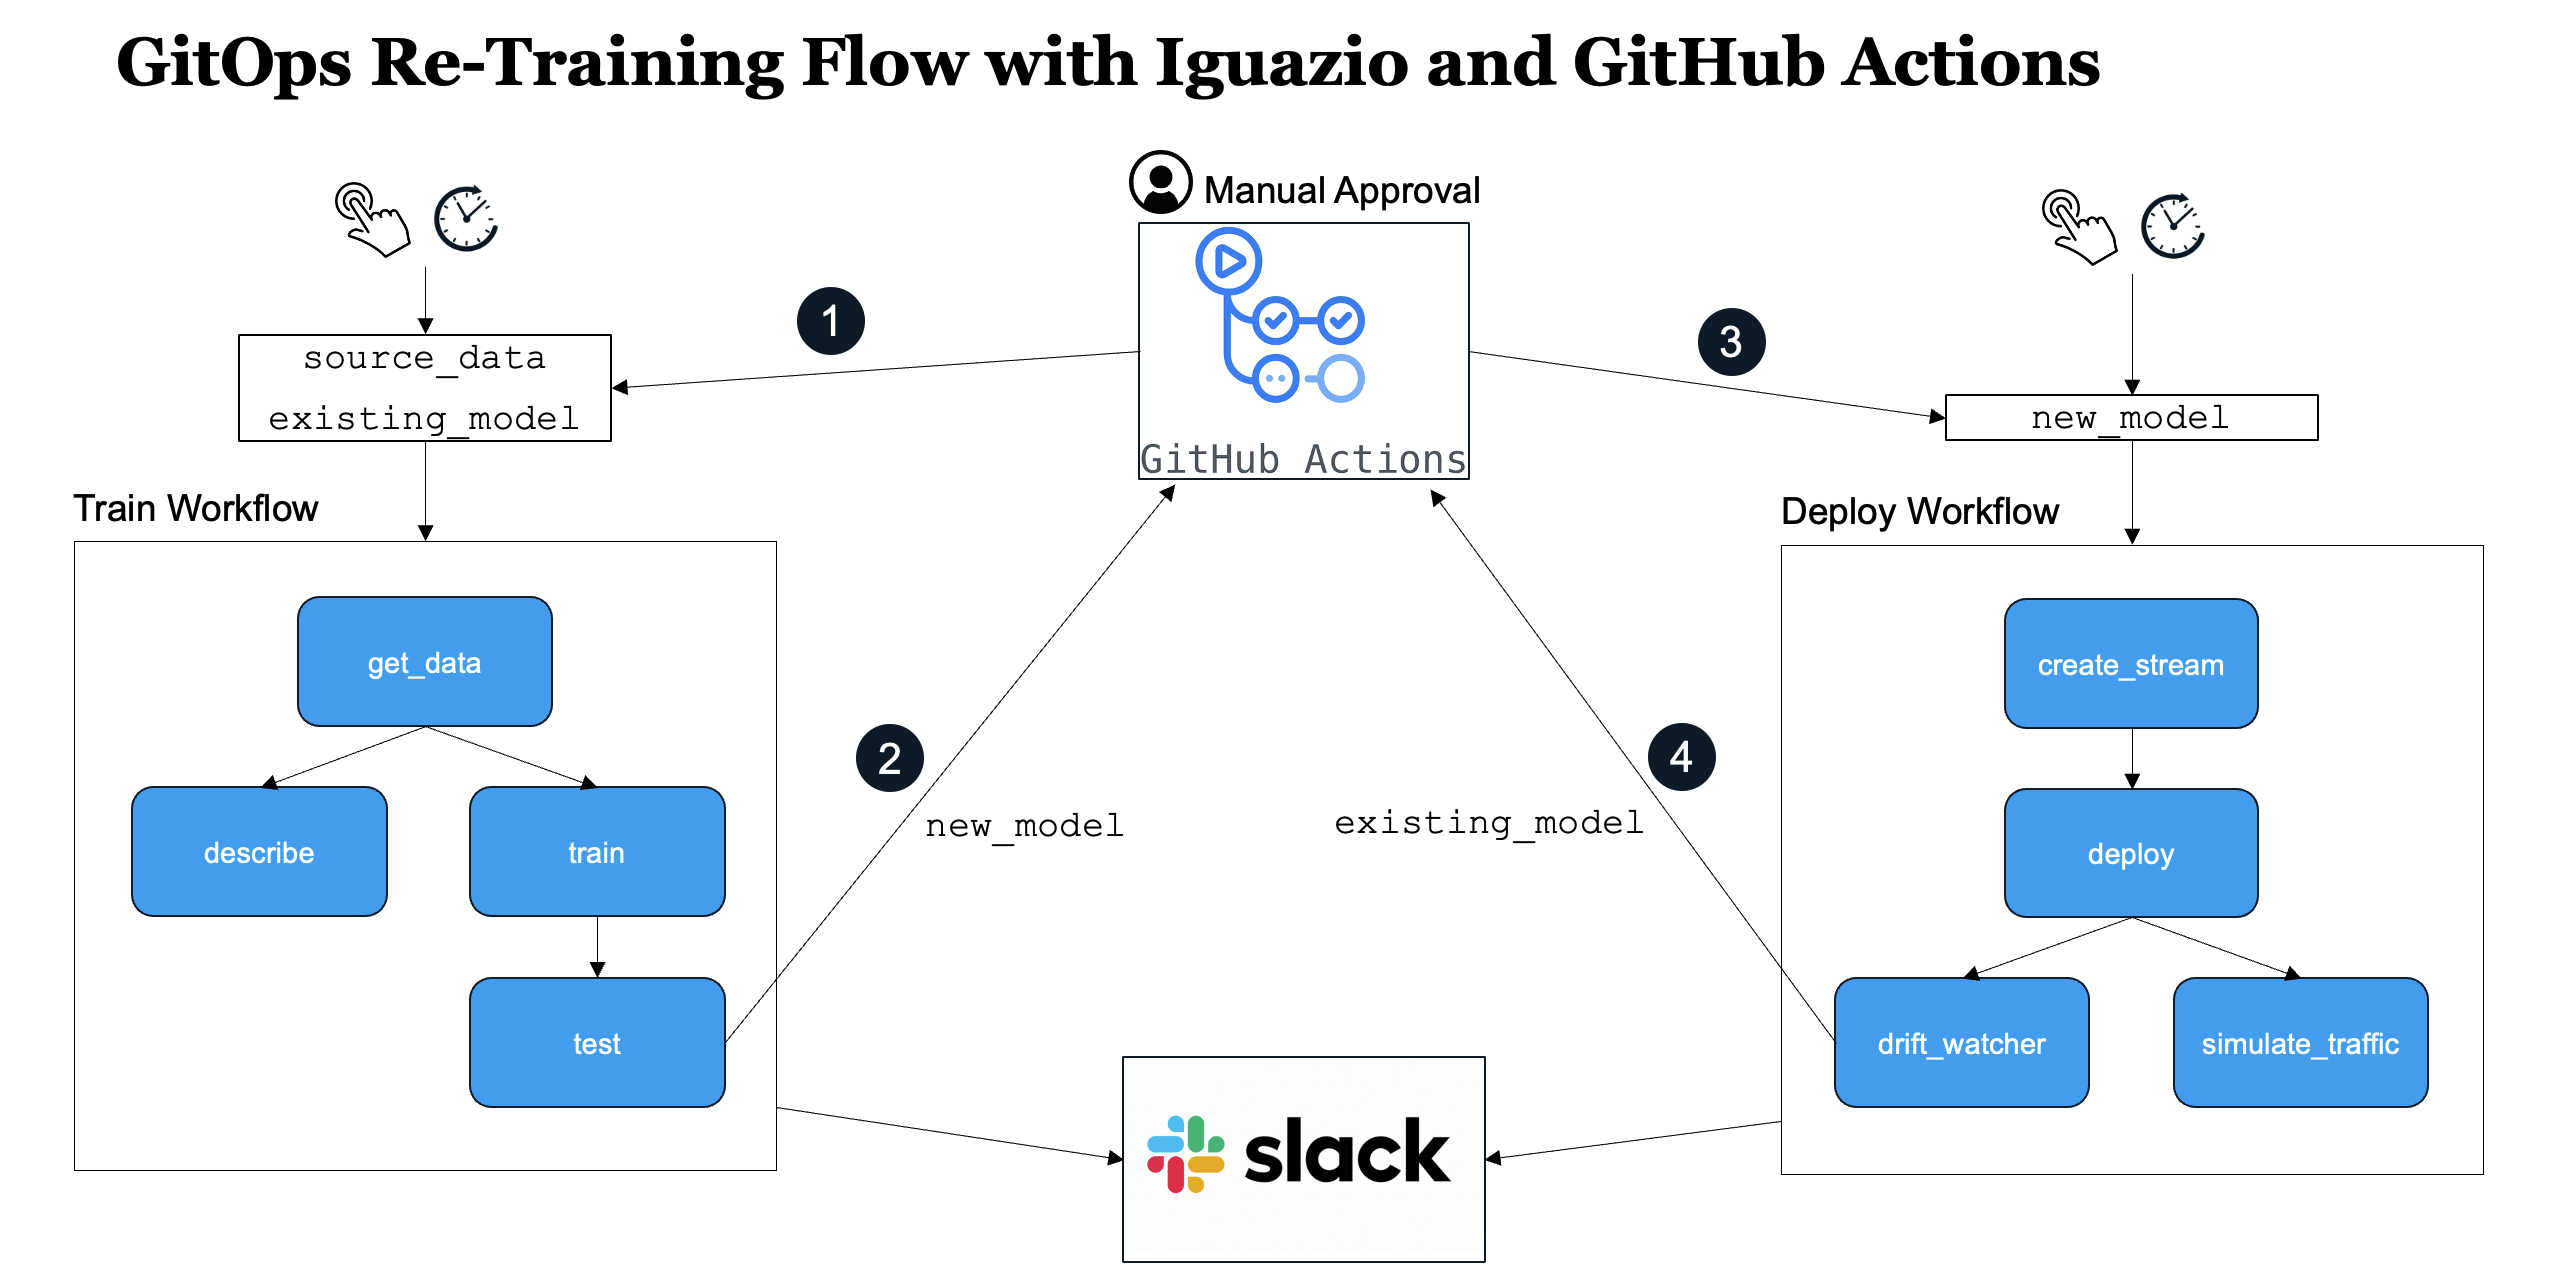 GitOps Re-Training Flow with Iguazio and GitHub Actions
Manual Approval
GitHub Actions
1
3
source_data
existing_model
new_model
Train Workflow
Deploy Workflow
get_data
describe
train
test
2
new_model
4
existing_model
create_stream
deploy
drift_watcher
simulate_traffic
slack